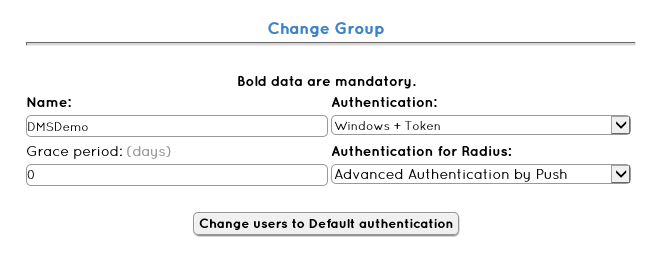 Change Group
Bold data are mandatory.
Name: Authentication:
DMSDemo Windows + Token
Grace period: (days) Authentication for Radius:
0 Advanced Authentication by Push
Change users to Default authentication